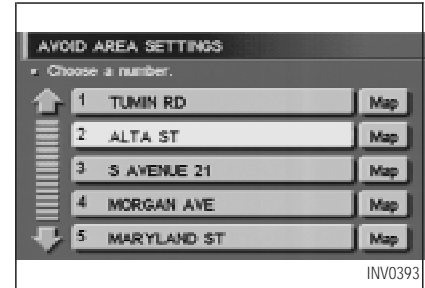 AVOID AREA SETTINGS
Choose a number.
1 TUMIN RD Map
2 ALTA ST Map
3 S AVENUE 21 Map
4 MORGAN AVE Map
5 MARYLAND ST Map
INV0393